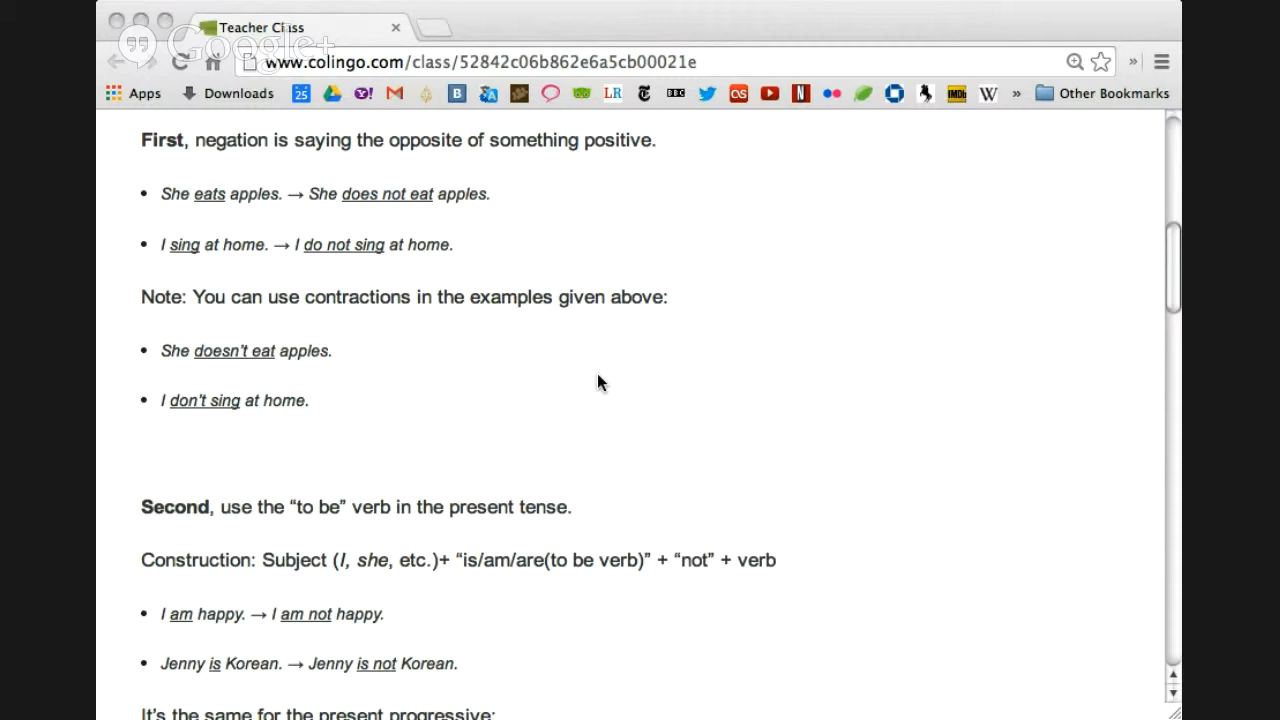 Teacher Class
Google+
www.colingo.com/class/52842c06b862e6a5cb00021e
Apps Downloads 25 Y! B LR BBC N IMDb W » Other Bookmarks
First, negation is saying the opposite of something positive.
• She eats apples. → She does not eat apples.
• I sing at home. → I do not sing at home.
Note: You can use contractions in the examples given above:
• She doesn't eat apples.
• I don't sing at home.
Second, use the “to be” verb in the present tense.
Construction: Subject (I, she, etc.)+ “is/am/are(to be verb)” + “not” + verb
• I am happy. → I am not happy.
• Jenny is Korean. → Jenny is not Korean.
It's the same for the present progressive: